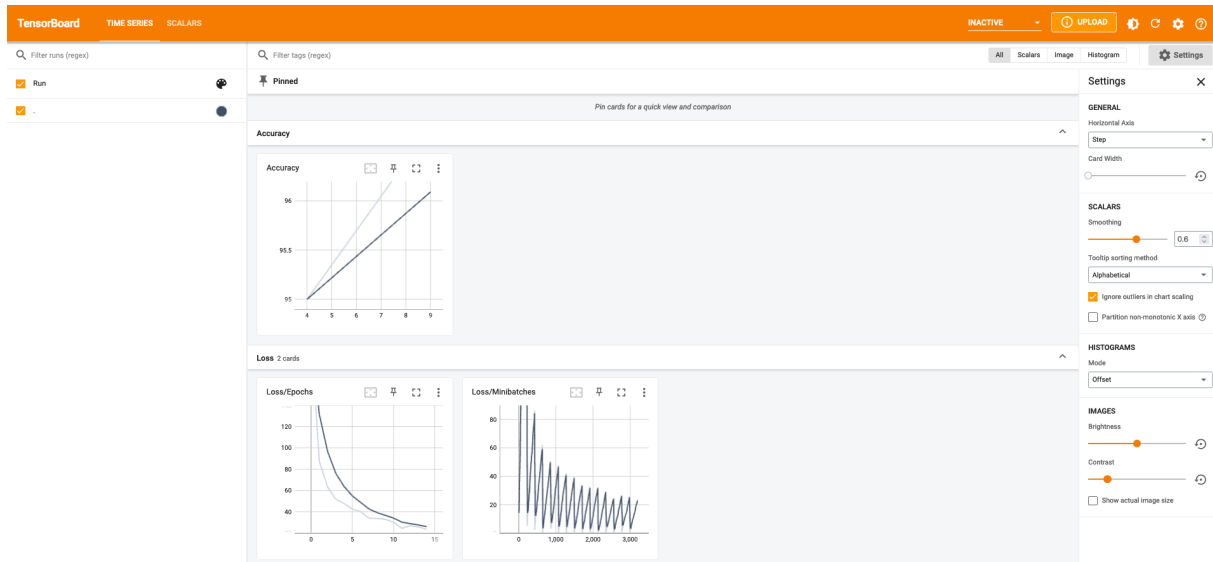 TensorBoard TIME SERIES SCALARS INACTIVE UPLOAD
Filter runs (regex)
Run
.
Filter tags (regex)
All Scalars Image Histogram Settings
Pinned
Pin cards for a quick view and comparison
Accuracy
Accuracy
96
95.5
95
4 5 6 7 8 9
Loss 2 cards
Loss/Epochs
120
100
80
60
40
0 5 10 15
Loss/Minibatches
80
60
40
20
0 1,000 2,000 3,000
Settings
GENERAL
Horizontal Axis
Step
Card Width
SCALARS
Smoothing
0.6
Tooltip sorting method
Alphabetical
Ignore outliers in chart scaling
Partition non-monotonic X axis
HISTOGRAMS
Mode
Offset
IMAGES
Brightness
Contrast
Show actual image size